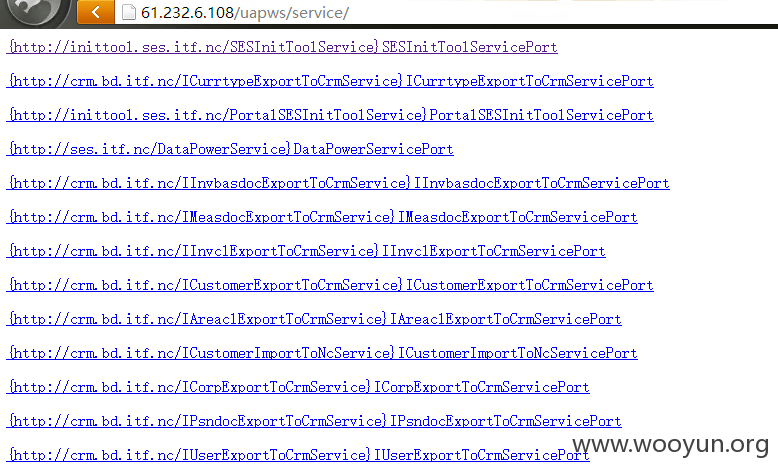 61.232.6.108/uapws/service/
{http://inittool.ses.itf.nc/SESInitToolService}SESInitToolServicePort
{http://crm.bd.itf.nc/ICurrtypeExportToCrmService}ICurrtypeExportToCrmServicePort
{http://inittool.ses.itf.nc/PortalSESInitToolService}PortalSESInitToolServicePort
{http://ses.itf.nc/DataPowerService}DataPowerServicePort
{http://crm.bd.itf.nc/IInvbasdocExportToCrmService}IInvbasdocExportToCrmServicePort
{http://crm.bd.itf.nc/IMeasdocExportToCrmService}IMeasdocExportToCrmServicePort
{http://crm.bd.itf.nc/IInvclExportToCrmService}IInvclExportToCrmServicePort
{http://crm.bd.itf.nc/ICustomerExportToCrmService}ICustomerExportToCrmServicePort
{http://crm.bd.itf.nc/IAreaclExportToCrmService}IAreaclExportToCrmServicePort
{http://crm.bd.itf.nc/ICustomerImportToNcService}ICustomerImportToNcServicePort
{http://crm.bd.itf.nc/ICorpExportToCrmService}ICorpExportToCrmServicePort
{http://crm.bd.itf.nc/IPsndocExportToCrmService}IPsndocExportToCrmServicePort
{http://crm.bd.itf.nc/IUserExportToCrmService}IUserExportToCrmServicePort
www.wooyun.org